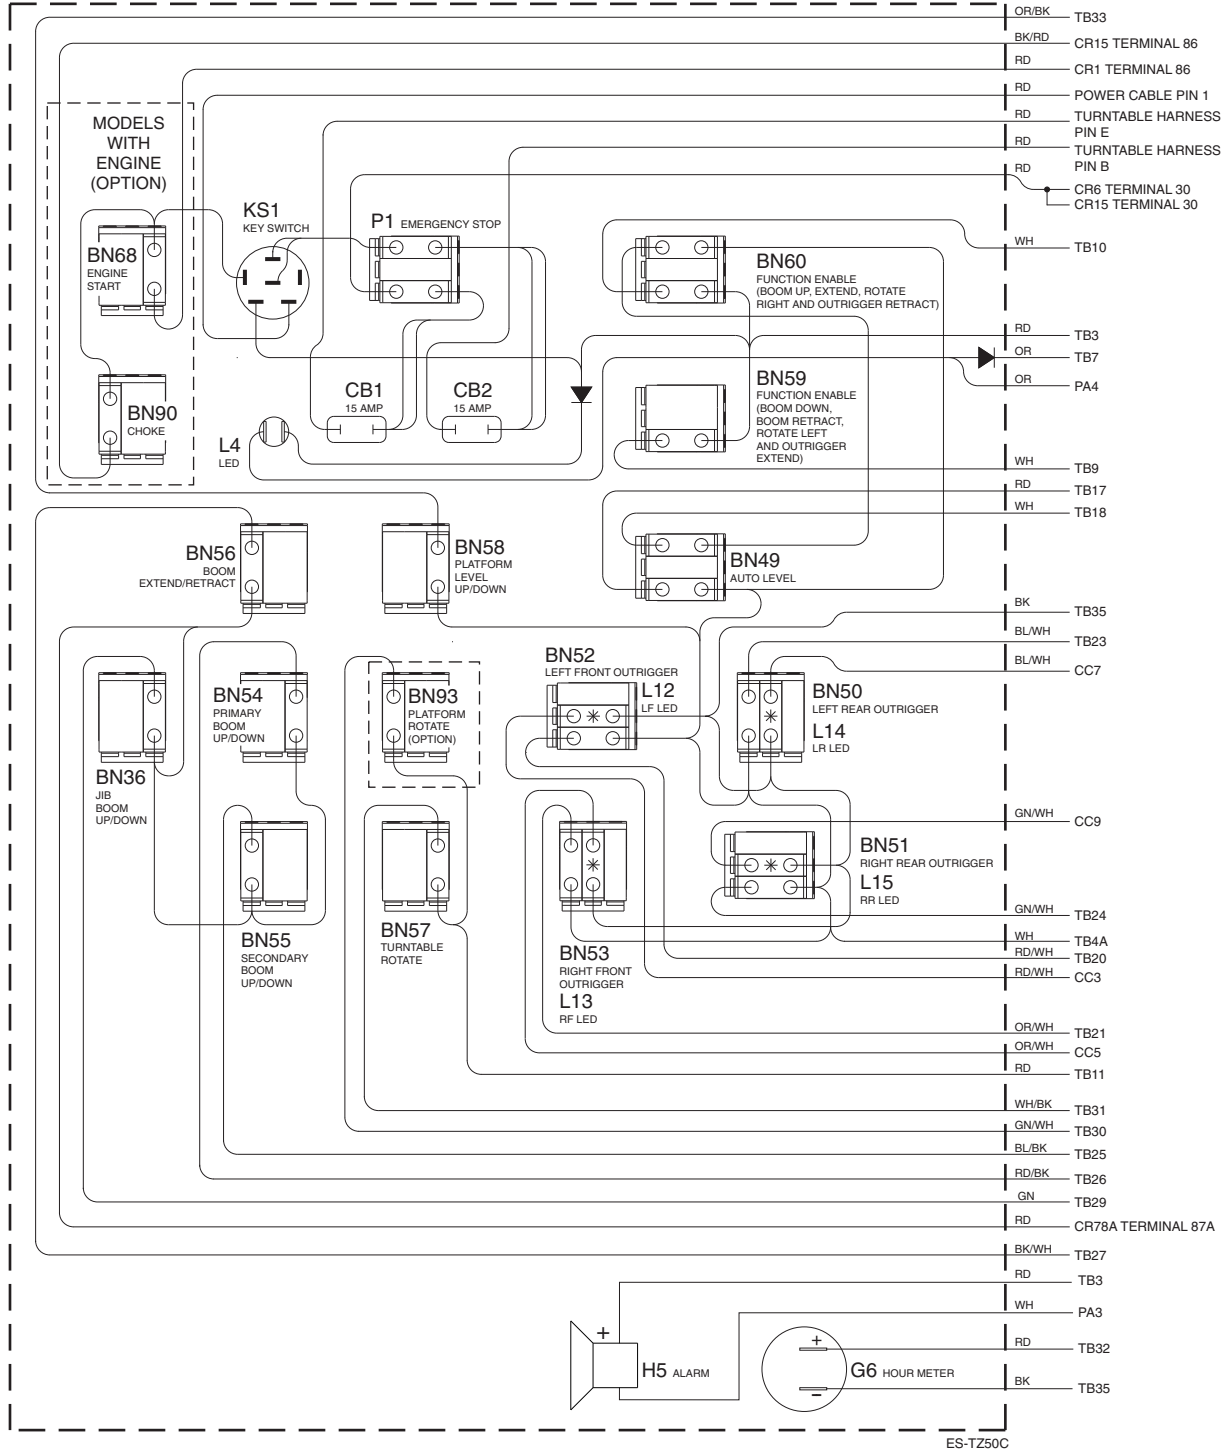 OR/BK
TB33
BK/RD
CR15 TERMINAL 86
RD
CR1 TERMINAL 86
RD
POWER CABLE PIN 1
RD
TURNTABLE HARNESS
PIN E
RD
TURNTABLE HARNESS
PIN B
RD
CR6 TERMINAL 30
CR15 TERMINAL 30
MODELS
WITH
ENGINE
(OPTION)
KS1
KEY SWITCH
P1 EMERGENCY STOP
WH
TB10
BN68
ENGINE
START
BN60
FUNCTION ENABLE
(BOOM UP, EXTEND, ROTATE
RIGHT AND OUTRIGGER RETRACT)
RD
TB3
OR
TB7
OR
PA4
BN90
CHOKE
CB1
15 AMP
CB2
15 AMP
BN59
FUNCTION ENABLE
(BOOM DOWN,
BOOM RETRACT,
ROTATE LEFT
AND OUTRIGGER
EXTEND)
L4
LED
WH
TB9
RD
TB17
WH
TB18
BN56
BOOM
EXTEND/RETRACT
BN58
PLATFORM
LEVEL
UP/DOWN
BN49
AUTO LEVEL
BK
TB35
BL/WH
TB23
BL/WH
CC7
BN52
LEFT FRONT OUTRIGGER
L12
LF LED
BN50
LEFT REAR OUTRIGGER
L14
LR LED
BN54
PRIMARY
BOOM
UP/DOWN
BN93
PLATFORM
ROTATE
(OPTION)
BN36
JIB
BOOM
UP/DOWN
GN/WH
CC9
BN51
RIGHT REAR OUTRIGGER
L15
RR LED
GN/WH
TB24
BN55
SECONDARY
BOOM
UP/DOWN
BN57
TURNTABLE
ROTATE
BN53
RIGHT FRONT
OUTRIGGER
L13
RF LED
WH
TB4A
RD/WH
TB20
RD/WH
CC3
OR/WH
TB21
OR/WH
CC5
RD
TB11
WH/BK
TB31
GN/WH
TB30
BL/BK
TB25
RD/BK
TB26
GN
TB29
RD
CR78A TERMINAL 87A
BK/WH
TB27
RD
TB3
WH
PA3
+
H5 ALARM
+
−
G6 HOUR METER
RD
TB32
BK
TB35
ES-TZ50C